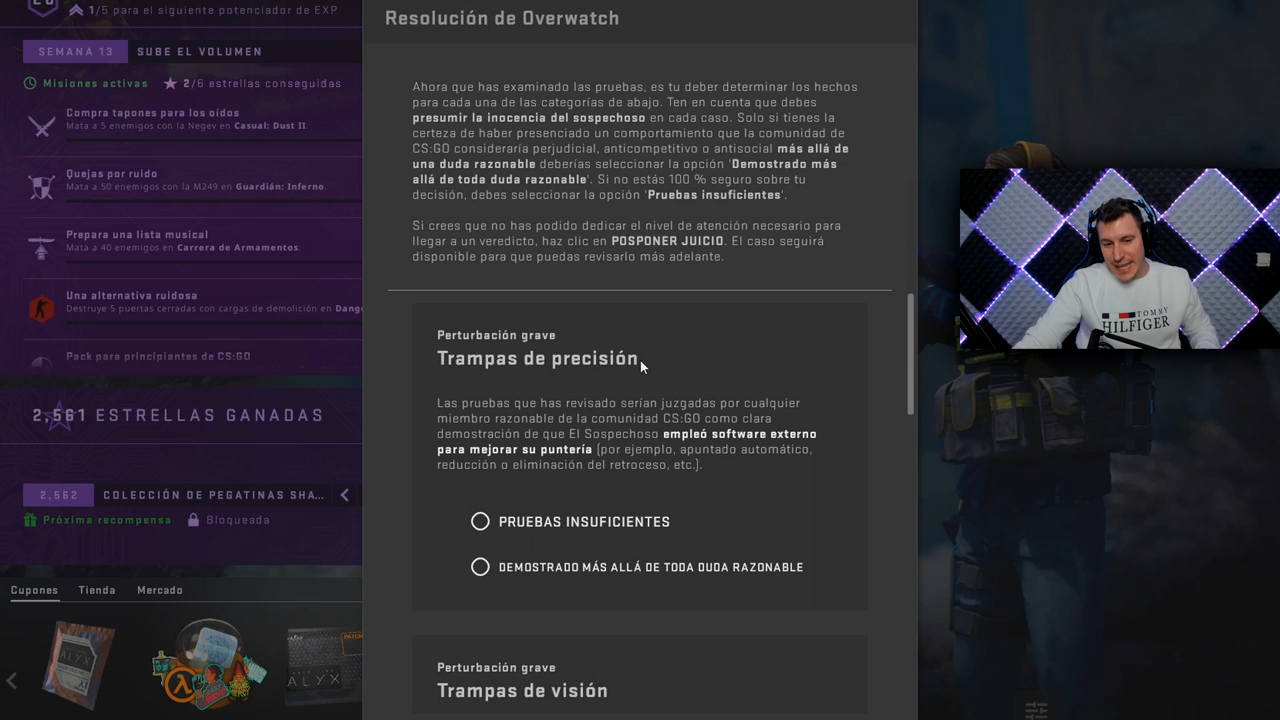 1/5 para el siguiente potenciador de EXP
SEMANA 13 SUBE EL VOLUMEN
Misiones activas 2/6 estrellas conseguidas
Compra tapones para los oídos
Mata a 5 enemigos con la Negev en Casual: Dust II.
Quejas por ruido
Mata a 50 enemigos con la M249 en Guardián: Inferno.
Prepara una lista musical
Mata a 40 enemigos en Carrera de Armamentos.
Una alternativa ruidosa
Destruye 5 puertas cerradas con cargas de demolición en Dang
Pack para principiantes de CS:GO
2,561 ESTRELLAS GANADAS
2,562 COLECCIÓN DE PEGATINAS SHA...
Próxima recompensa Bloqueada
Cupones Tienda Mercado
ALYX
ALYX
Resolución de Overwatch
Ahora que has examinado las pruebas, es tu deber determinar los hechos
para cada una de las categorías de abajo. Ten en cuenta que debes
presumir la inocencia del sospechoso en cada caso. Solo si tienes la
certeza de haber presenciado un comportamiento que la comunidad de
CS:GO consideraría perjudicial, anticompetitivo o antisocial más allá de
una duda razonable deberías seleccionar la opción 'Demostrado más
allá de toda duda razonable'. Si no estás 100 % seguro sobre tu
decisión, debes seleccionar la opción 'Pruebas insuficientes'.
Si crees que no has podido dedicar el nivel de atención necesario para
llegar a un veredicto, haz clic en POSPONER JUICIO. El caso seguirá
disponible para que puedas revisarlo más adelante.
Perturbación grave
Trampas de precisión
Las pruebas que has revisado serían juzgadas por cualquier
miembro razonable de la comunidad CS:GO como clara
demostración de que El Sospechoso empleó software externo
para mejorar su puntería (por ejemplo, apuntado automático,
reducción o eliminación del retroceso, etc.).
PRUEBAS INSUFICIENTES
DEMOSTRADO MÁS ALLÁ DE TODA DUDA RAZONABLE
Perturbación grave
Trampas de visión
TOMMY
HILFIGER